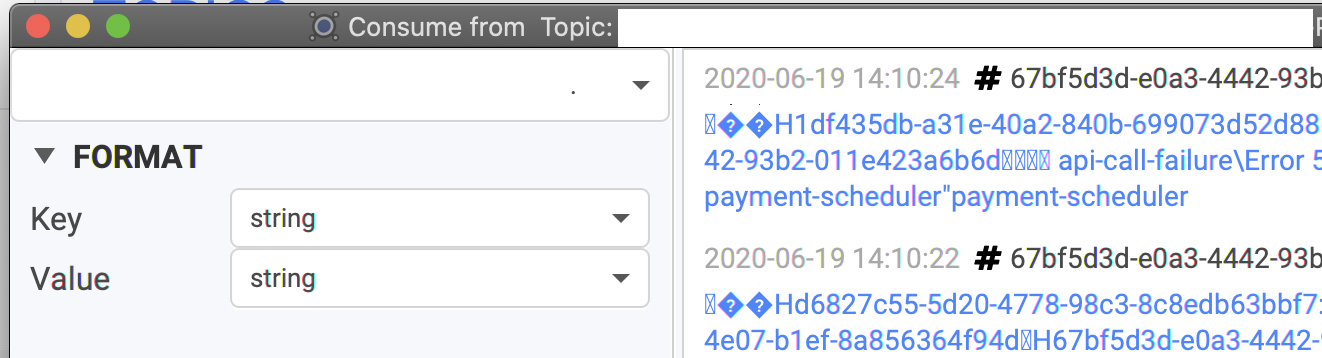 Consume from Topic:
2020-06-19 14:10:24 # 67bf5d3d-e0a3-4442-93b
��H1df435db-a31e-40a2-840b-699073d52d88
42-93b2-011e423a6b6d api-call-failure\Error 5
payment-scheduler"payment-scheduler
FORMAT
Key string
Value string
2020-06-19 14:10:22 # 67bf5d3d-e0a3-4442-93b
��Hd6827c55-5d20-4778-98c3-8c8edb63bbf7:
4e07-b1ef-8a856364f94dH67bf5d3d-e0a3-4442-